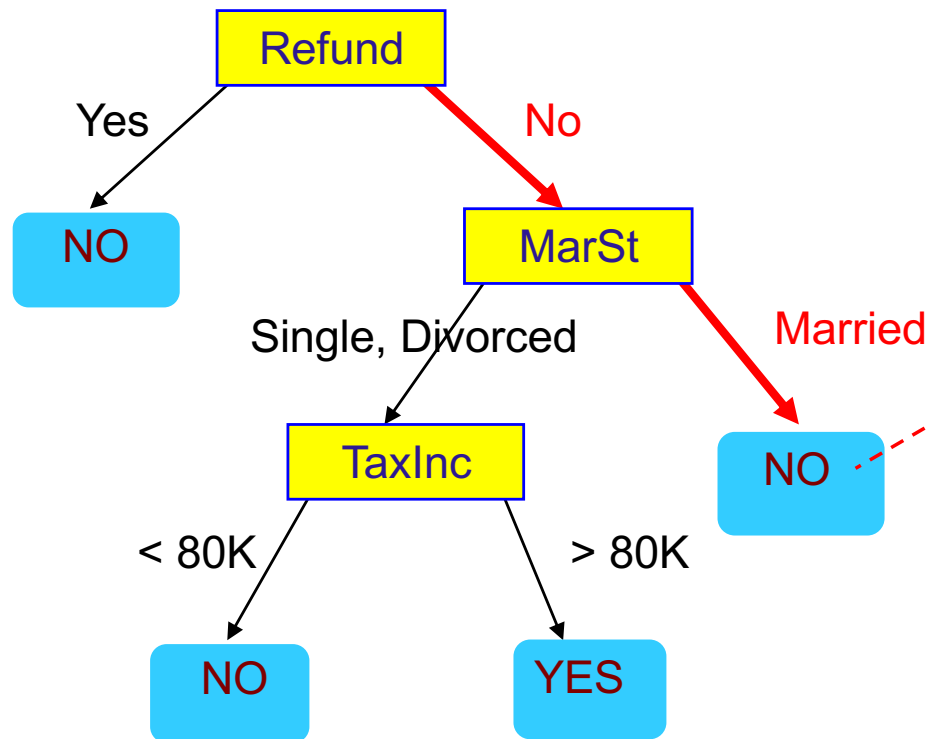 Refund
Yes
No
NO
MarSt
Single, Divorced
Married
TaxInc
NO
< 80K
> 80K
NO
YES